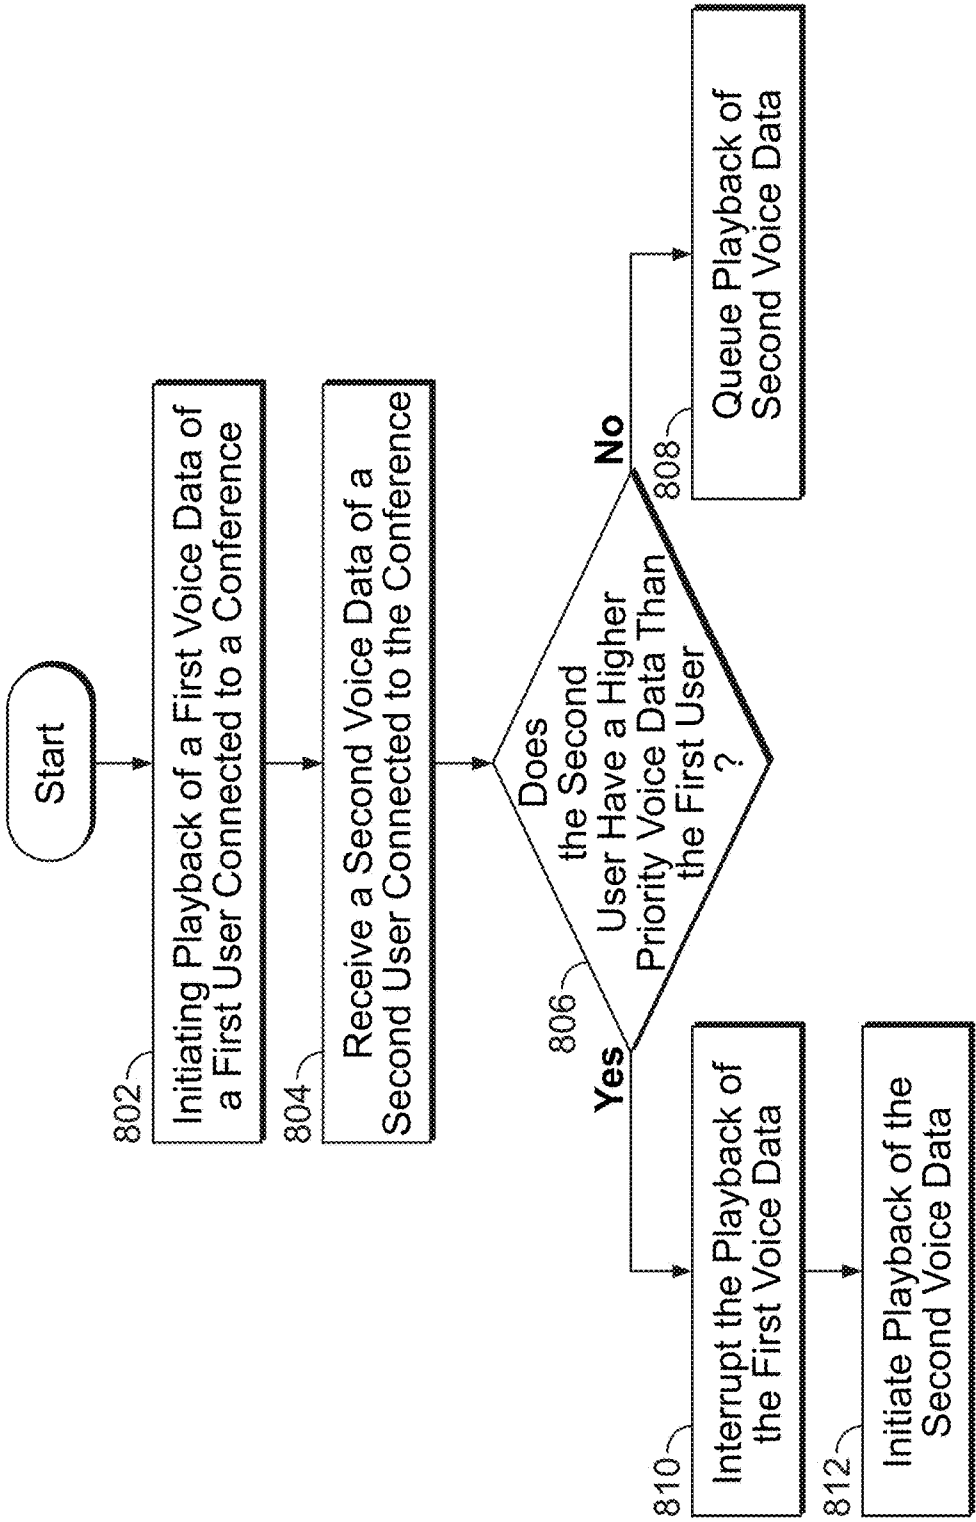 Start
802
Initiating Playback of a First Voice Data of
a First User Connected to a Conference
804
Receive a Second Voice Data of a
Second User Connected to the Conference
806
Does
the Second
User Have a Higher
Priority Voice Data Than
the First User
?
Yes
No
810
Interrupt the Playback of
the First Voice Data
808
Queue Playback of
Second Voice Data
812
Initiate Playback of the
Second Voice Data